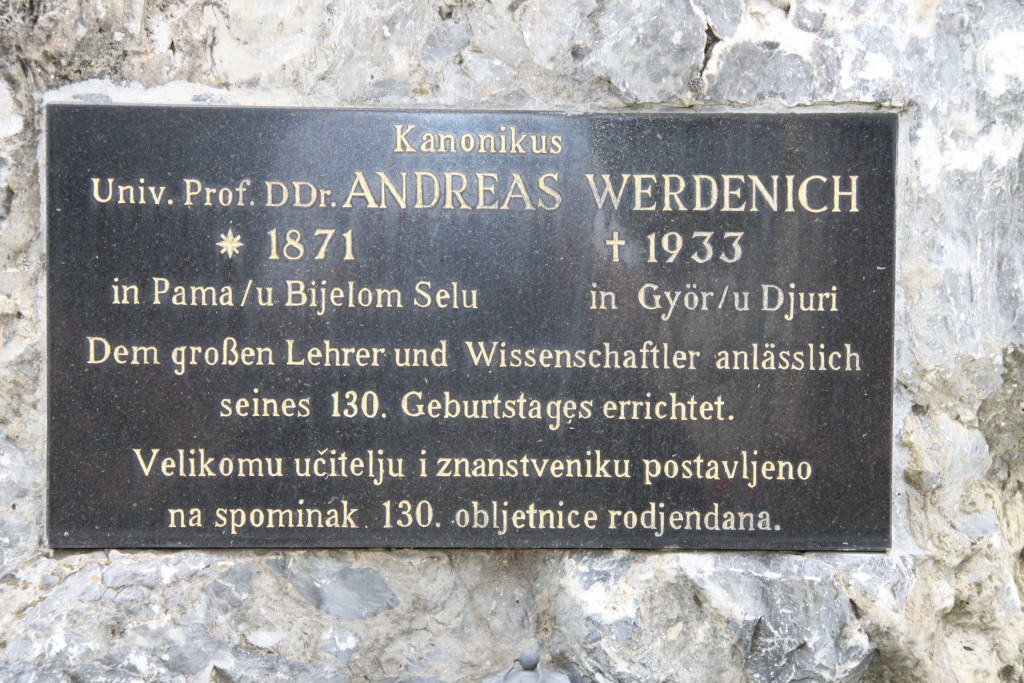 Kanonikus
Univ. Prof. DDr. ANDREAS WERDENICH
* 1871 † 1933
in Pama/u Bijelom Selu in Györ/u Djuri
Dem großen Lehrer und Wissenschaftler anlässlich
seines 130. Geburtstages errichtet.
Velikomu učitelju i znanstveniku postavljeno
na spominak 130. obljetnice rodjendana.